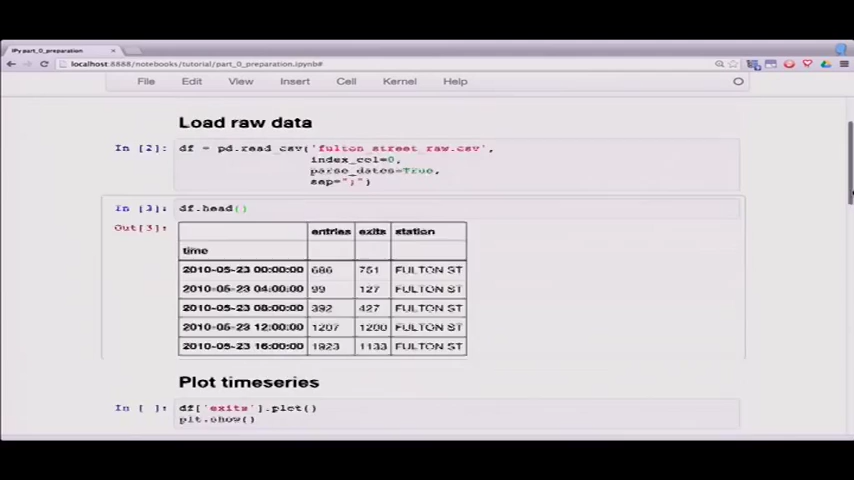 IPy part_0_preparation
localhost:8888/notebooks/tutorial/part_0_preparation.ipynb#
File Edit View Insert Cell Kernel Help
Load raw data
In [2]: df = pd.read_csv('fulton_street_raw.csv',
index_col=0,
parse_dates=True,
sep=";")
In [3]: df.head()
Out[3]: entries exits station
time
2010-05-23 00:00:00 686 751 FULTON ST
2010-05-23 04:00:00 99 127 FULTON ST
2010-05-23 08:00:00 392 427 FULTON ST
2010-05-23 12:00:00 1207 1200 FULTON ST
2010-05-23 16:00:00 1923 1133 FULTON ST
Plot timeseries
In [ ]: df['exits'].plot()
plt.show()